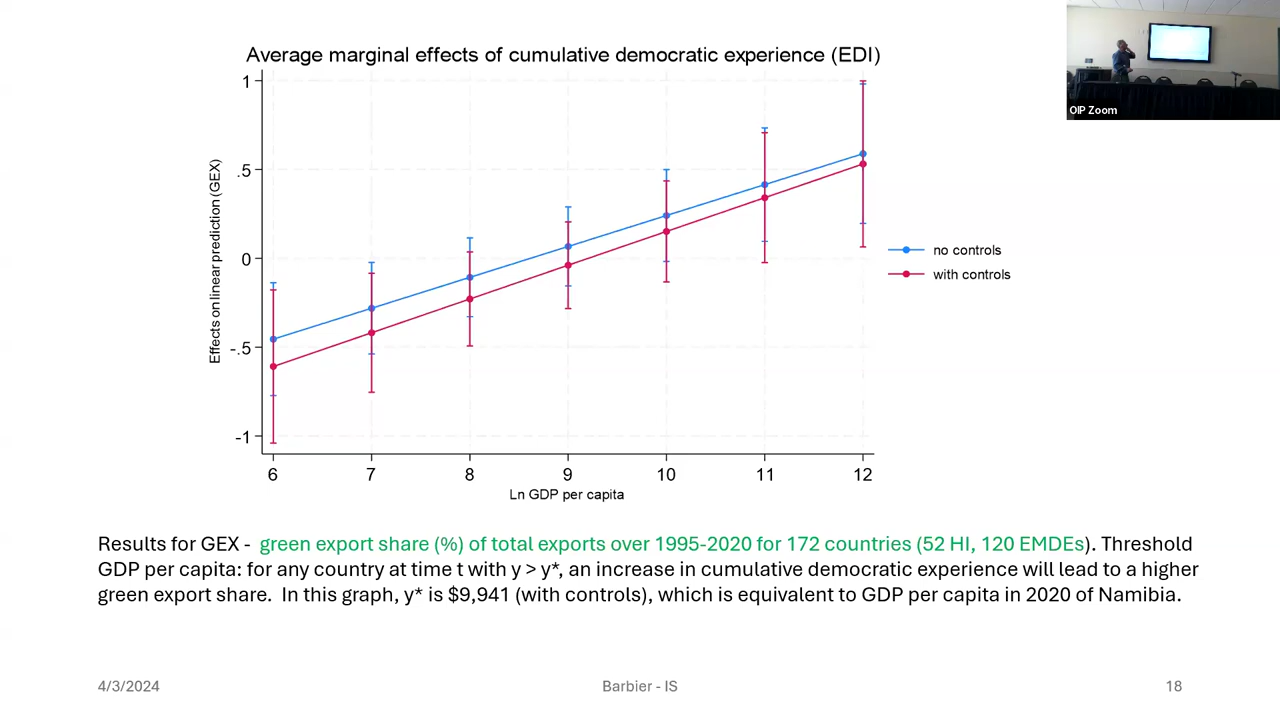 Average marginal effects of cumulative democratic experience (EDI)
OIP Zoom
Effects on linear prediction (GEX)
1
.5
0
-.5
-1
6 7 8 9 10 11 12
Ln GDP per capita
no controls
with controls
Results for GEX - green export share (%) of total exports over 1995-2020 for 172 countries (52 HI, 120 EMDEs). Threshold
GDP per capita: for any country at time t with y > y*, an increase in cumulative democratic experience will lead to a higher
green export share. In this graph, y* is $9,941 (with controls), which is equivalent to GDP per capita in 2020 of Namibia.
4/3/2024 Barbier - IS 18